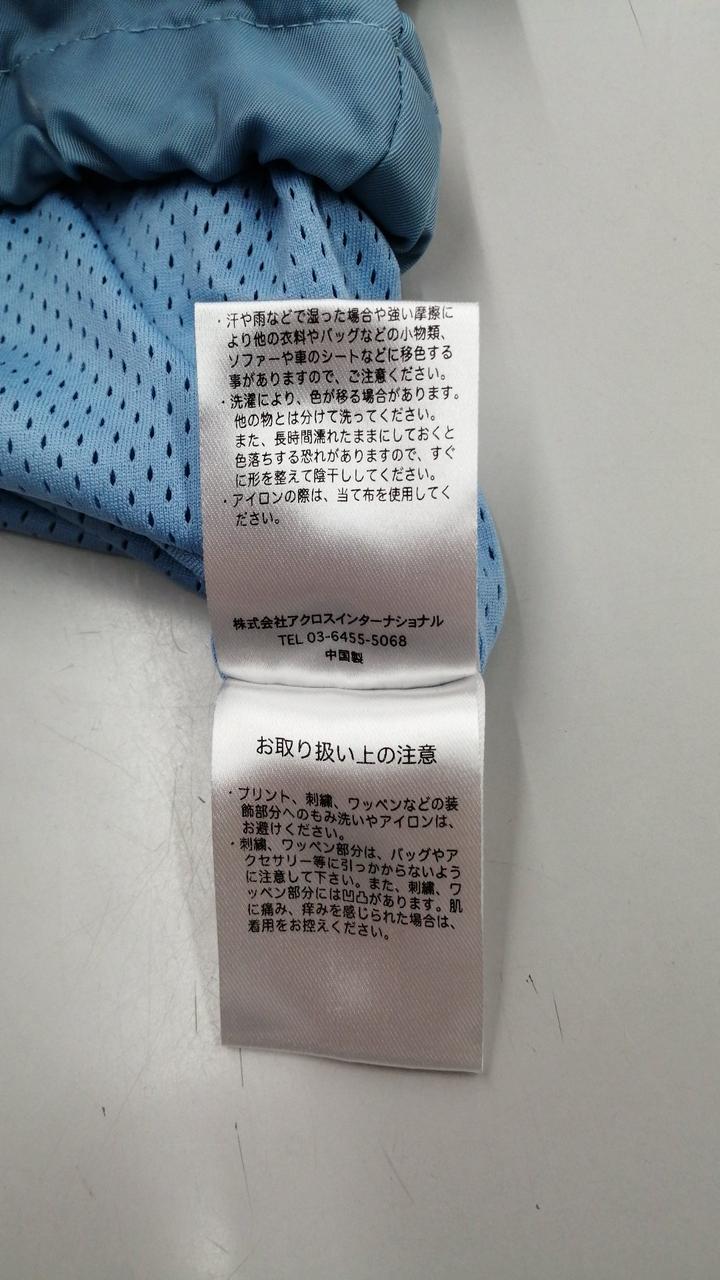 ・汗や雨などで湿った場合や強い摩擦に
より他の衣料やバッグなどの小物類、
ソファーや車のシートなどに移色する
事がありますので、ご注意ください。
・洗濯により、色が移る場合があります。
他の物とは分けて洗ってください。
また、長時間濡れたままにしておくと
色落ちする恐れがありますので、すぐ
に形を整えて陰干ししてください。
・アイロンの際は、当て布を使用してく
ださい。
株式会社アクロスインターナショナル
TEL 03-6455-5068
中国製
お取り扱い上の注意
・プリント、刺繍、ワッペンなどの装
飾部分へのもみ洗いやアイロンは、
お避けください。
・刺繍、ワッペン部分は、バッグやア
クセサリー等に引っかからないよう
に注意して下さい。また、刺繍、ワ
ッペン部分には凹凸があります。肌
に痛み、痒みを感じられた場合は、
着用をお控えください。